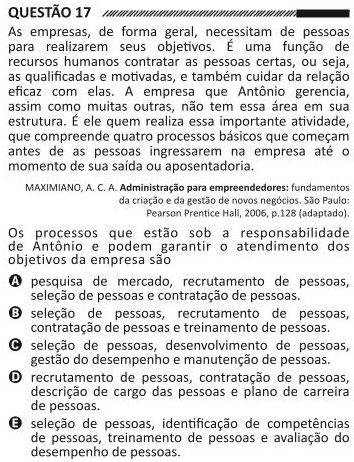 QUESTÃO 17
As empresas, de forma geral, necessitam de pessoas
para realizarem seus objetivos. É uma função de
recursos humanos contratar as pessoas certas, ou seja,
as qualificadas e motivadas, e também cuidar da relação
eficaz com elas. A empresa que Antônio gerencia,
assim como muitas outras, não tem essa área em sua
estrutura. É ele quem realiza essa importante atividade,
que compreende quatro processos básicos que começam
antes de as pessoas ingressarem na empresa até o
momento de sua saída ou aposentadoria.
MAXIMIANO, A. C. A. Administração para empreendedores: fundamentos
da criação e da gestão de novos negócios. São Paulo:
Pearson Prentice Hall, 2006, p.128 (adaptado).
Os processos que estão sob a responsabilidade
de Antônio e podem garantir o atendimento dos
objetivos da empresa são
A pesquisa de mercado, recrutamento de pessoas,
seleção de pessoas e contratação de pessoas.
B seleção de pessoas, recrutamento de pessoas,
contratação de pessoas e treinamento de pessoas.
C seleção de pessoas, desenvolvimento de pessoas,
gestão do desempenho e manutenção de pessoas.
D recrutamento de pessoas, contratação de pessoas,
descrição de cargo das pessoas e plano de carreira
de pessoas.
E seleção de pessoas, identificação de competências
de pessoas, treinamento de pessoas e avaliação do
desempenho de pessoas.